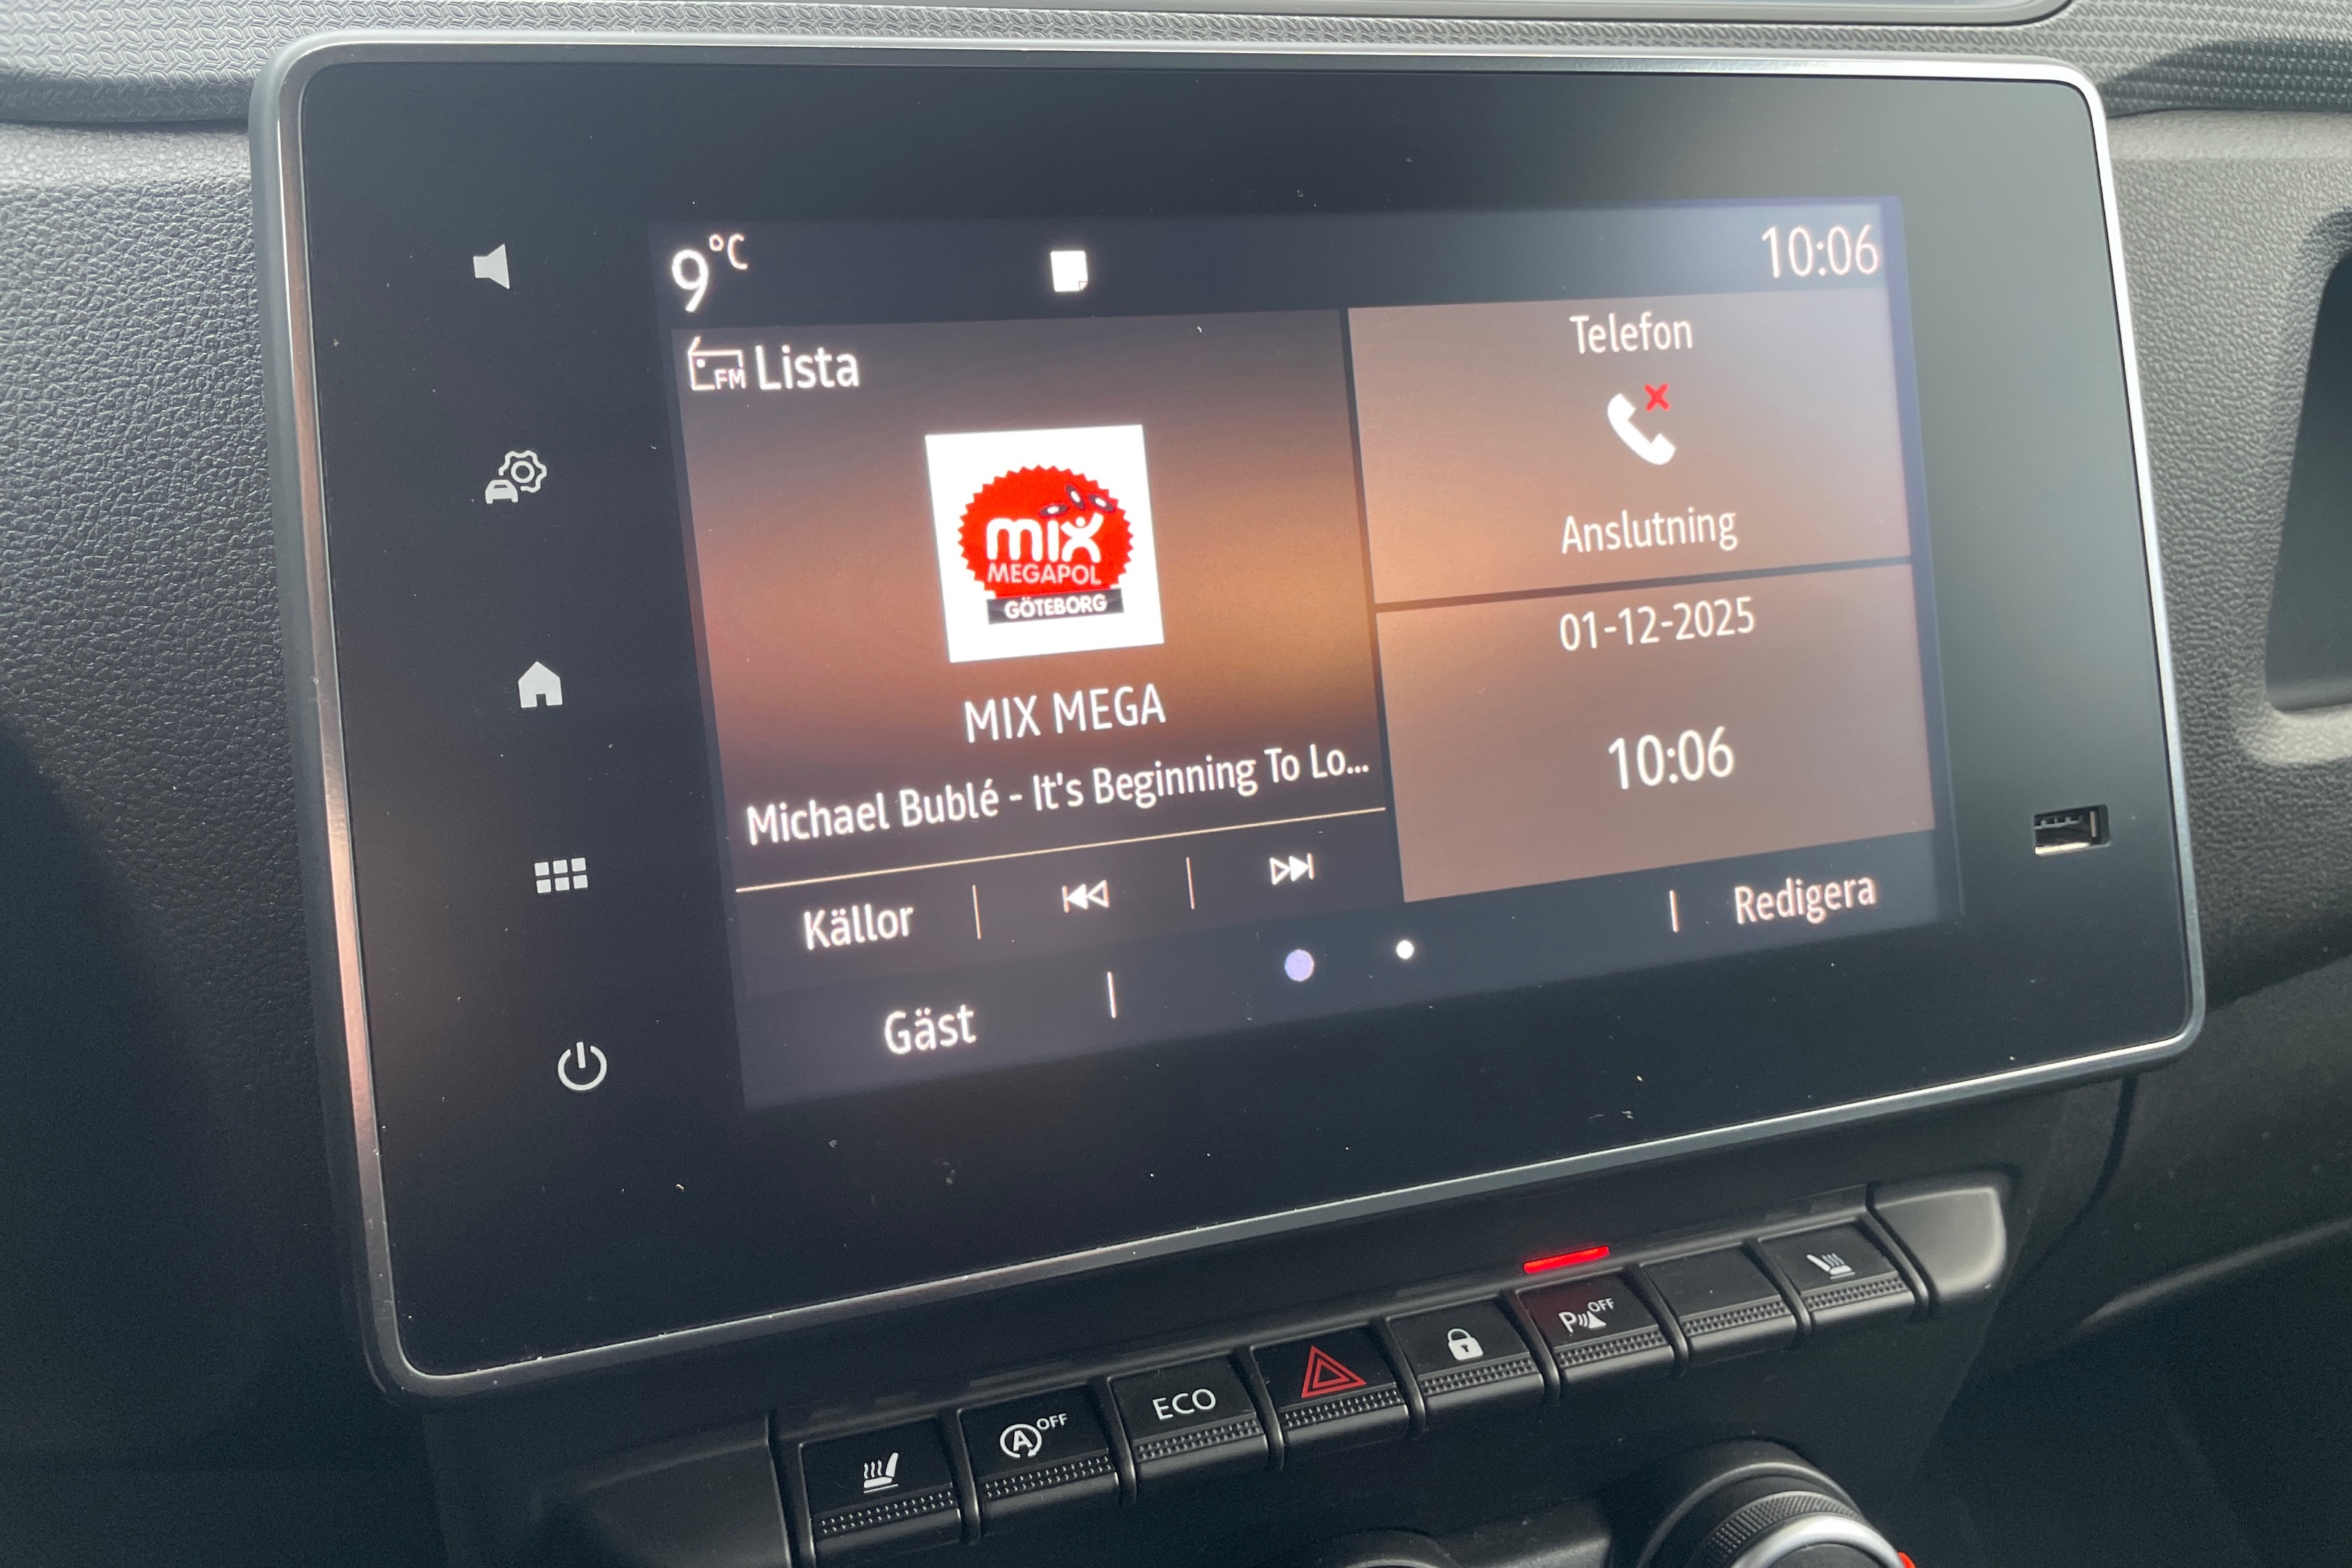 9°C
10:06
FM Lista
mix
MEGAPOL
GÖTEBORG
MIX MEGA
Michael Bublé - It's Beginning To Lo...
Källor
Telefon
Anslutning
01-12-2025
10:06
Gäst
Redigera
A OFF
ECO
P OFF